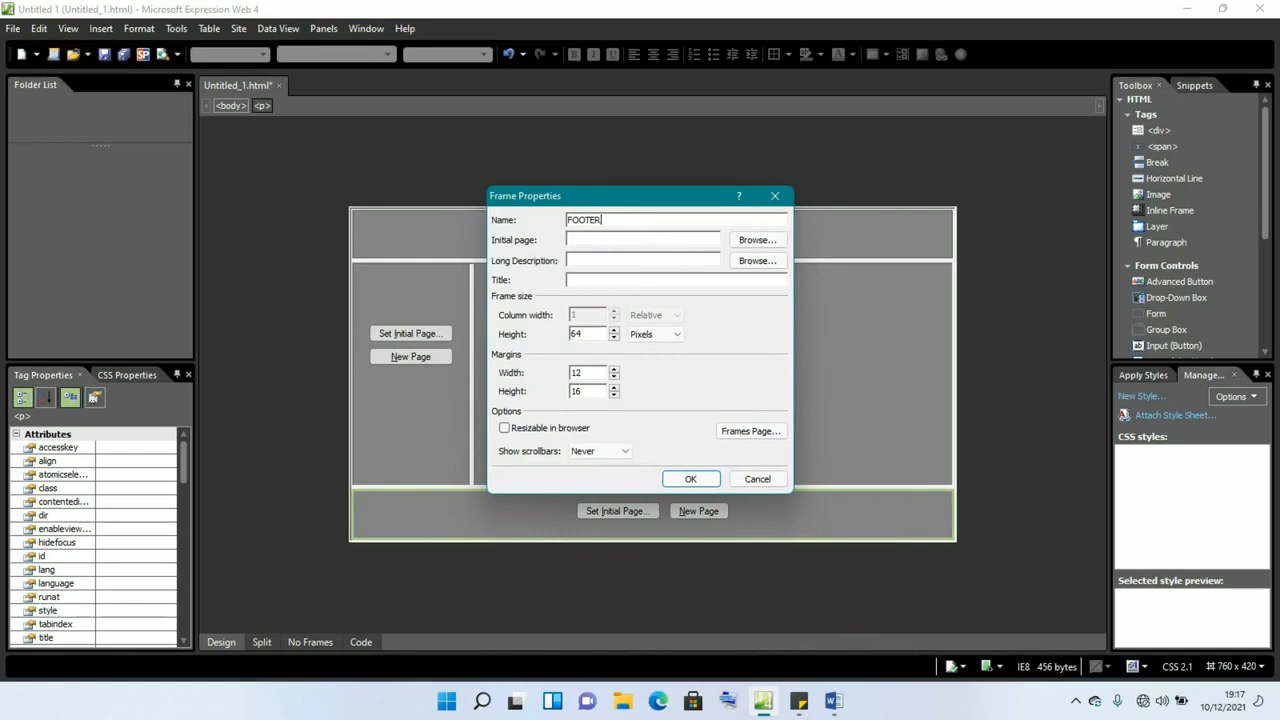 Untitled 1 (Untitled_1.html*) - Microsoft Expression Web 4
File Edit View Insert Format Tools Table Site Data View Panels Window Help
Folder List
Untitled_1.html*
<body> <p>
Toolbox Snippets
HTML
Tags
<div>
<span>
Break
Horizontal Line
Image
Inline Frame
Layer
Paragraph
Form Controls
Advanced Button
Drop-Down Box
Form
Group Box
Input (Button)
Frame Properties
Name: FOOTER
Initial page: Browse...
Long Description: Browse...
Title:
Frame size
Column width: 1 Relative
Height: 64 Pixels
Margins
Width: 12
Height: 16
Options
Resizable in browser
Frames Page...
Show scrollbars: Never
OK Cancel
Set Initial Page...
New Page
Set Initial Page... New Page
Tag Properties CSS Properties
<p>
Attributes
accesskey
align
atomicselec...
class
contentedi...
dir
enableview...
hidefocus
id
lang
language
runat
style
tabindex
title
Apply Styles Manage...
New Style... Options
Attach Style Sheet...
CSS styles:
Selected style preview:
Design Split No Frames Code
IE8 456 bytes CSS 2.1 760 x 420
19:17
10/12/2021